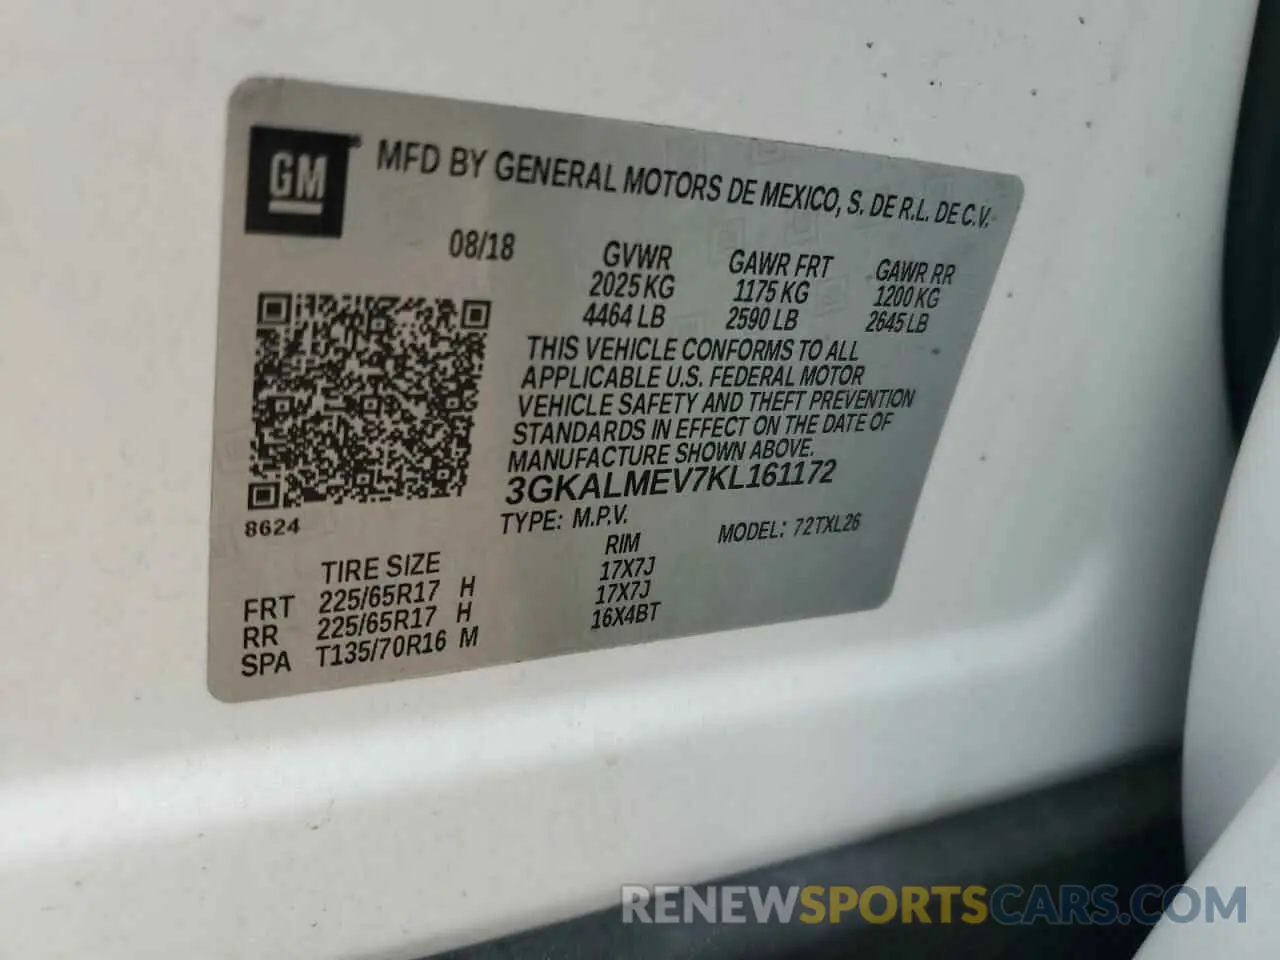 GM
MFD BY GENERAL MOTORS DE MEXICO, S. DE R.L. DE C.V.
08/18 GVWR GAWR FRT GAWR RR
2025 KG 1175 KG 1200 KG
4464 LB 2590 LB 2645 LB
THIS VEHICLE CONFORMS TO ALL
APPLICABLE U.S. FEDERAL MOTOR
VEHICLE SAFETY AND THEFT PREVENTION
STANDARDS IN EFFECT ON THE DATE OF
MANUFACTURE SHOWN ABOVE.
3GKALMEV7KL161172
8624
TYPE: M.P.V. MODEL: 72TXL26
TIRE SIZE RIM
FRT 225/65R17 H 17X7J
RR 225/65R17 H 17X7J
SPA T135/70R16 M 16X4BT
RENEWSPORTSCARS.COM